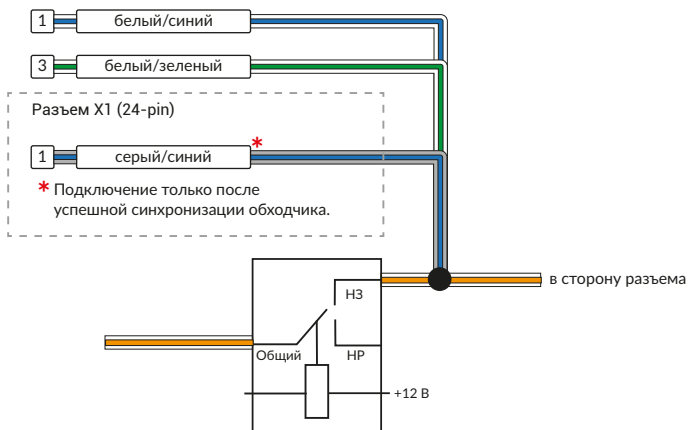 1 белый/синий
3 белый/зеленый
Разъем X1 (24-pin)
1 серый/синий *
* Подключение только после
успешной синхронизации обходчика.
НЗ
в сторону разъема
Общий
НР
+12 В